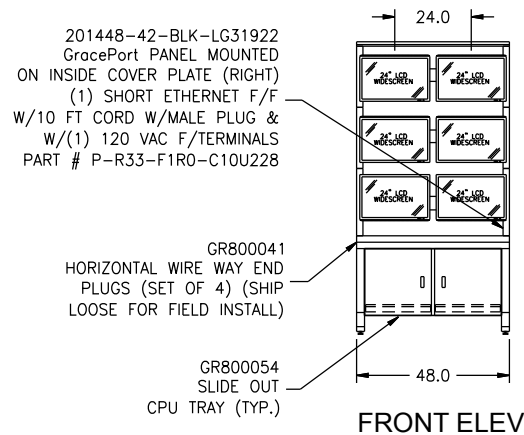 201448-42-BLK-LG31922
GracePort PANEL MOUNTED
ON INSIDE COVER PLATE (RIGHT)
(1) SHORT ETHERNET F/F
W/10 FT CORD W/MALE PLUG &
W/(1) 120 VAC F/TERMINALS
PART # P-R33-F1R0-C10U228
GR800041
HORIZONTAL WIRE WAY END
PLUGS (SET OF 4) (SHIP
LOOSE FOR FIELD INSTALL)
GR800054
SLIDE OUT
CPU TRAY (TYP.)
24.0
24" LCD
WIDESCREEN
24" LCD
WIDESCREEN
24" LCD
WIDESCREEN
24" LCD
WIDESCREEN
24" LCD
WIDESCREEN
24" LCD
WIDESCREEN
48.0
FRONT ELEV